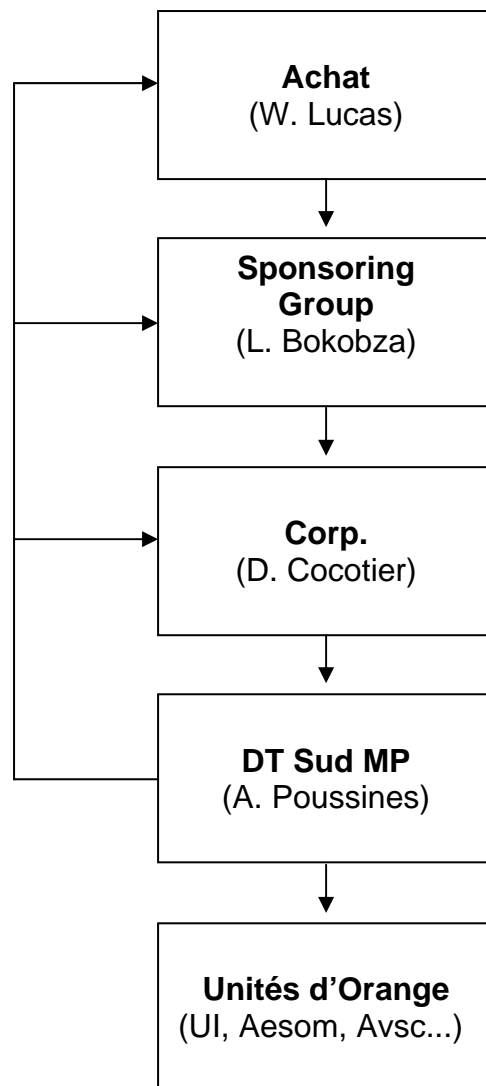 Achat
(W. Lucas)
Sponsoring
Group
(L. Bokobza)
Corp.
(D. Cocotier)
DT Sud MP
(A. Poussines)
Unités d’Orange
(UI, Aesom, Avsc...)